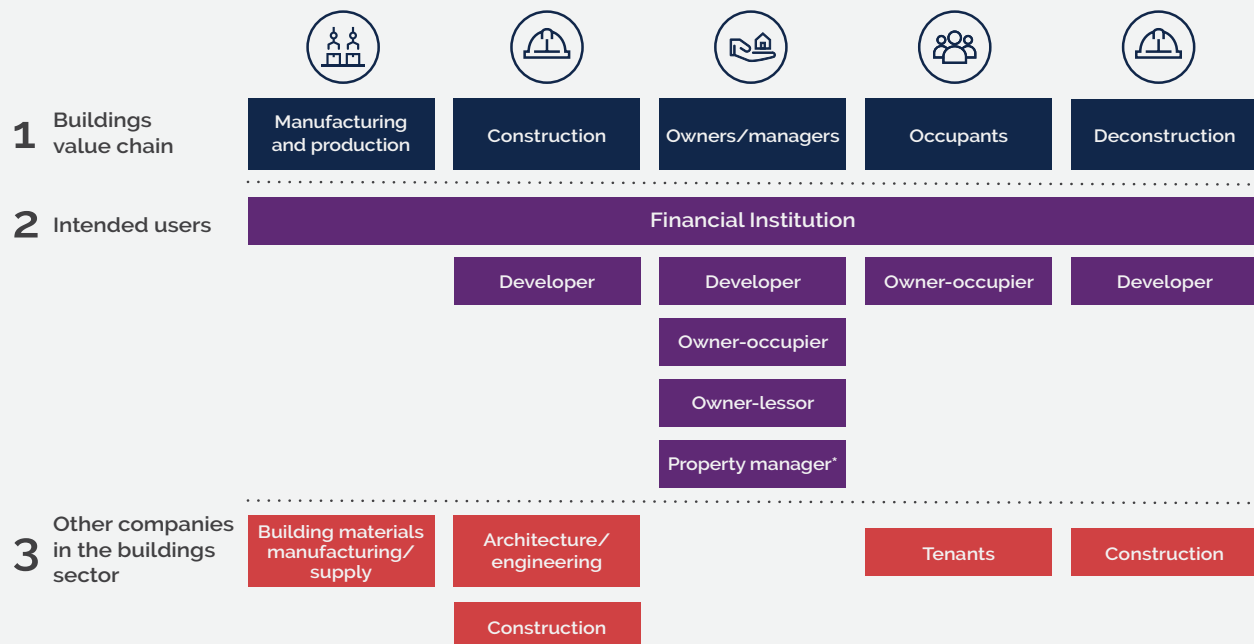 1
Buildings
value chain
Manufacturing
and production
Construction
Owners/managers
Occupants
Deconstruction
2
Intended users
Financial Institution
Developer
Developer
Owner-occupier
Developer
Owner-occupier
Owner-lessor
Property manager*
3
Other companies
in the buildings
sector
Building materials
manufacturing/
supply
Architecture/
engineering
Tenants
Construction
Construction